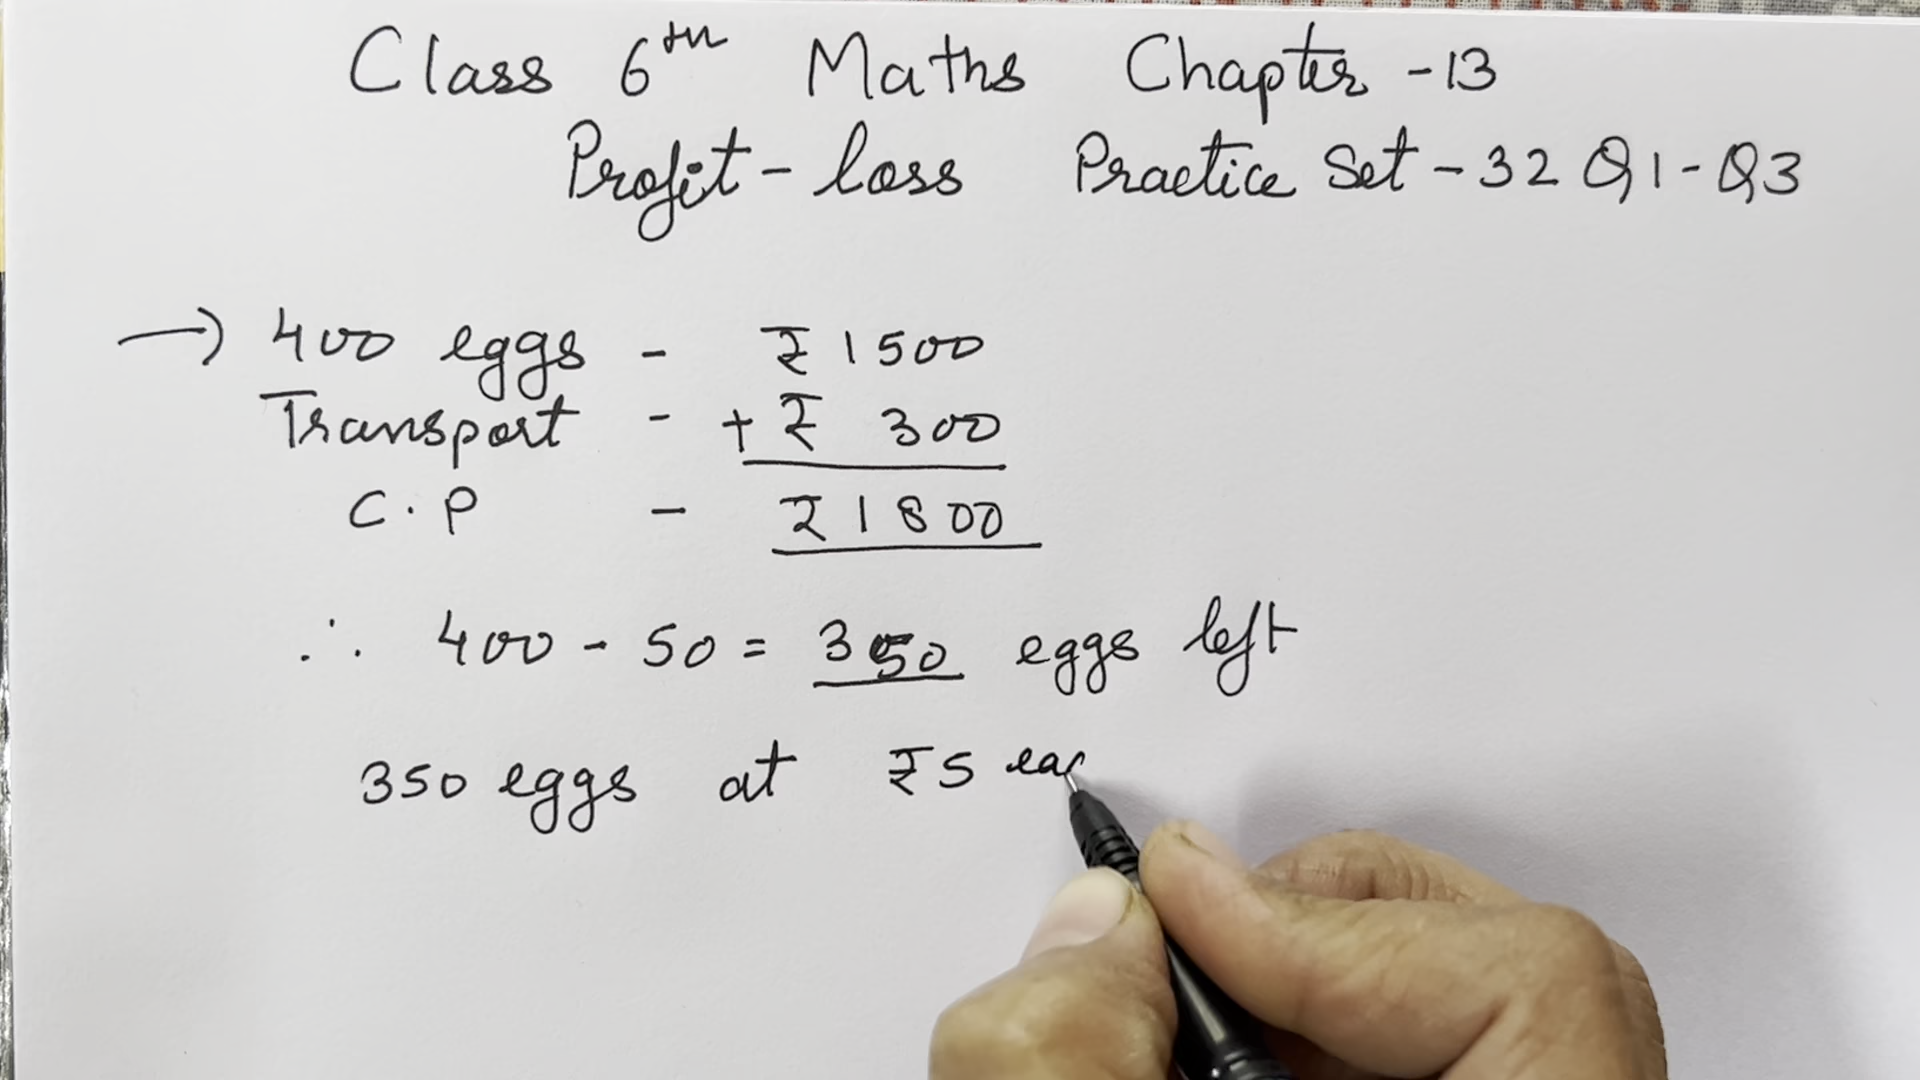 Class 6th Maths Chapter - 13
Profit - loss Practice Set - 32 Q1 - Q3
→ 400 eggs - ₹ 1500
Transport - + ₹ 300
C.P - ₹ 1800
∴ 400 - 50 = 350 eggs left
350 eggs at ₹5 eac